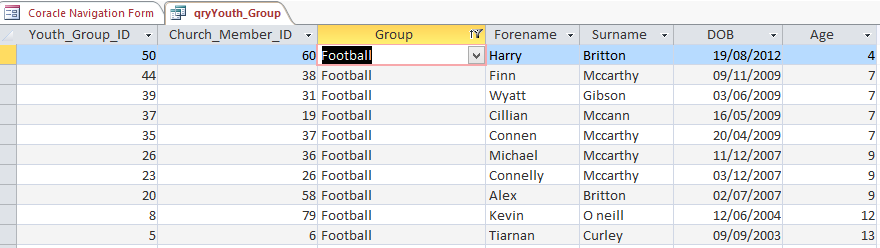 Coracle Navigation Form qryYouth_Group
Youth_Group_ID Church_Member_ID Group Forename Surname DOB Age
50 60 Football Harry Britton 19/08/2012 4
44 38 Football Finn Mccarthy 09/11/2009 7
39 31 Football Wyatt Gibson 03/06/2009 7
37 19 Football Cillian Mccann 16/05/2009 7
35 37 Football Connen Mccarthy 20/04/2009 7
26 36 Football Michael Mccarthy 11/12/2007 9
23 26 Football Connelly Mccarthy 03/12/2007 9
20 58 Football Alex Britton 02/07/2007 9
8 79 Football Kevin O neill 12/06/2004 12
5 6 Football Tiarnan Curley 09/09/2003 13